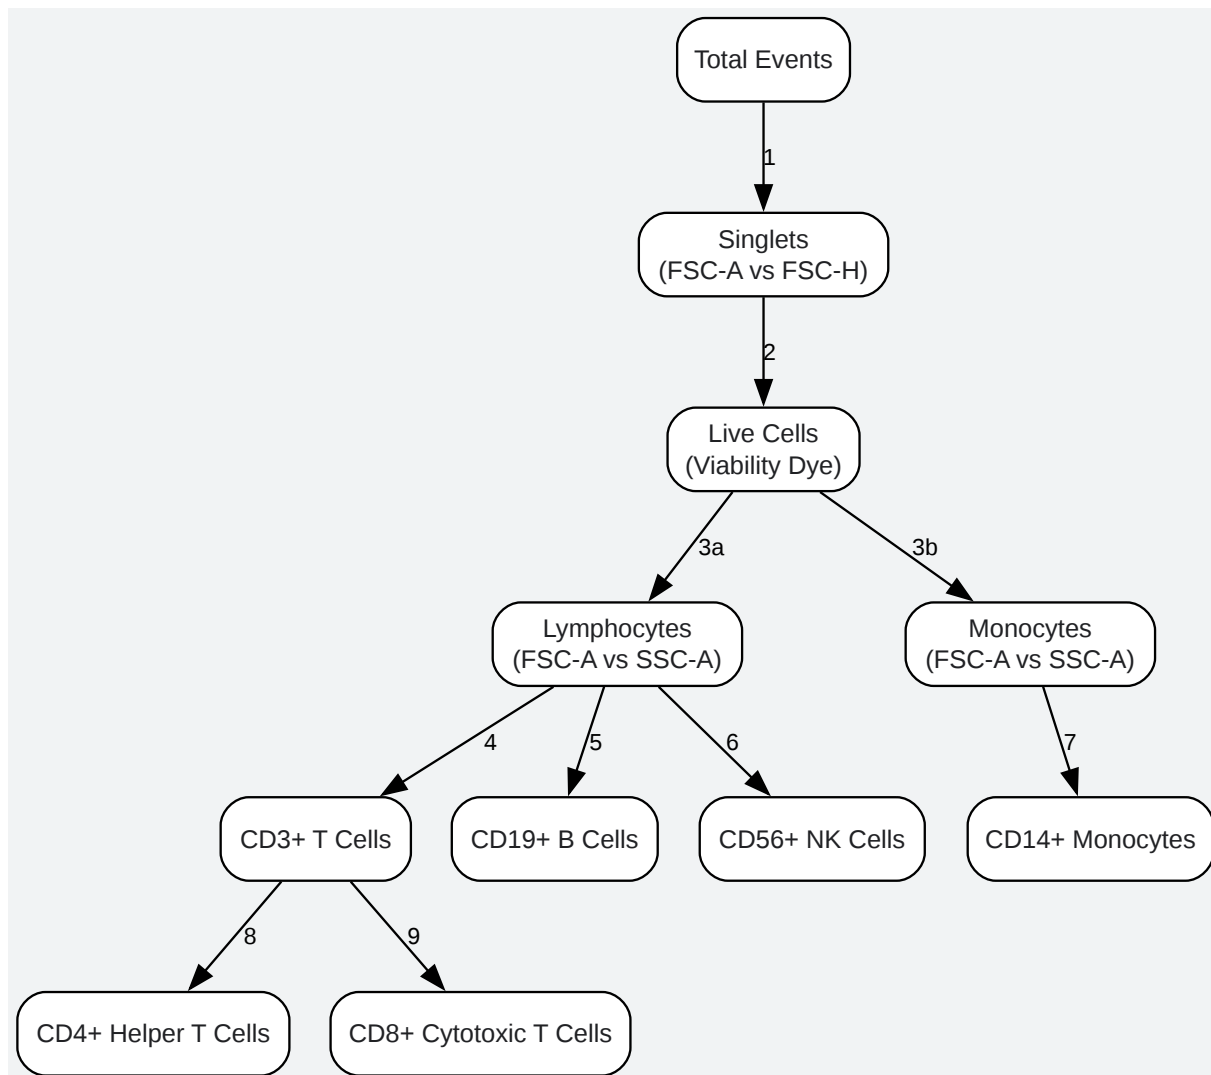 Total Events
1
Singlets
(FSC-A vs FSC-H)
2
Live Cells
(Viability Dye)
3a
3b
Lymphocytes
(FSC-A vs SSC-A)
Monocytes
(FSC-A vs SSC-A)
4
5
6
7
CD3+ T Cells
CD19+ B Cells
CD56+ NK Cells
CD14+ Monocytes
8
9
CD4+ Helper T Cells
CD8+ Cytotoxic T Cells